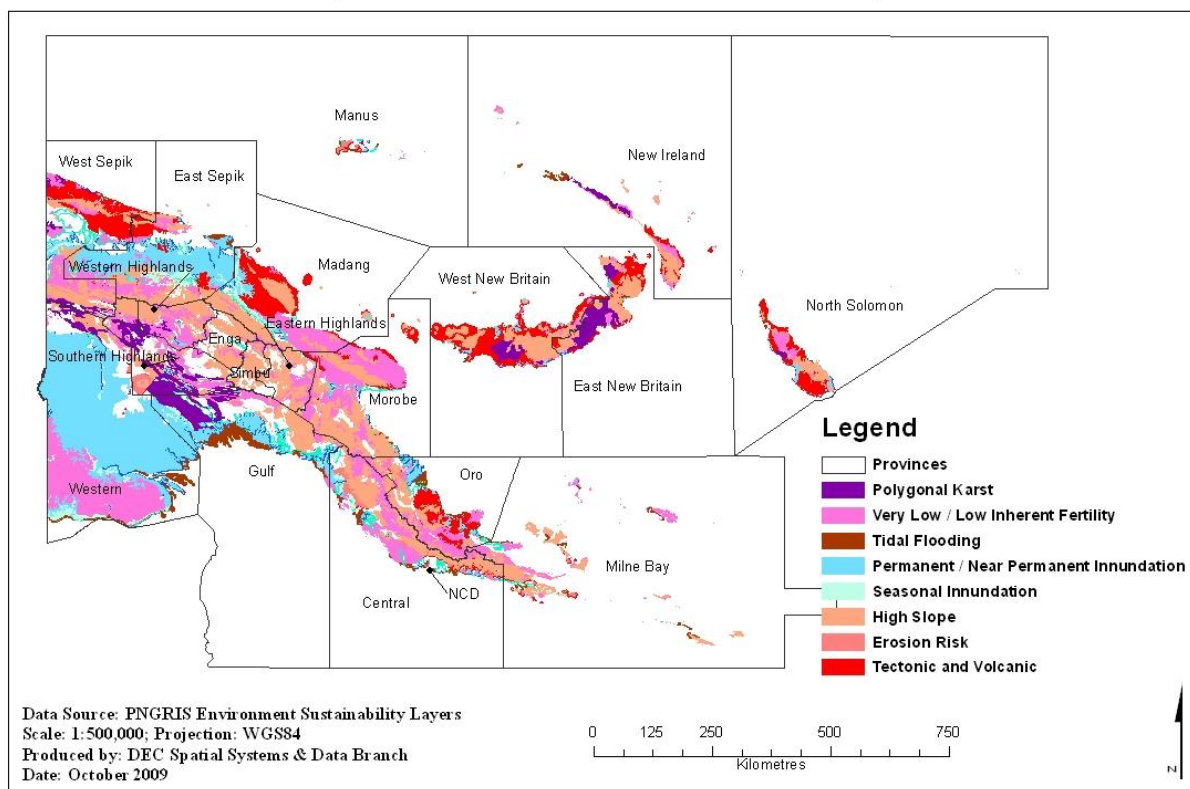 Manus
New Ireland
West Sepik
East Sepik
Madang
Western Highlands
West New Britain
North Solomon
Eastern Highlands
Enga
Southern Highlands
Simbu
East New Britain
Morobe
Gulf
Oro
Western
Milne Bay
Central
NCD
Legend
Provinces
Polygonal Karst
Very Low / Low Inherent Fertility
Tidal Flooding
Permanent / Near Permanent Innundation
Seasonal Innundation
High Slope
Erosion Risk
Tectonic and Volcanic
Data Source: PNGRIS Environment Sustainability Layers
Scale: 1:500,000; Projection: WGS84
Produced by: DEC Spatial Systems & Data Branch
Date: October 2009
0 125 250 500 750
Kilometres
N